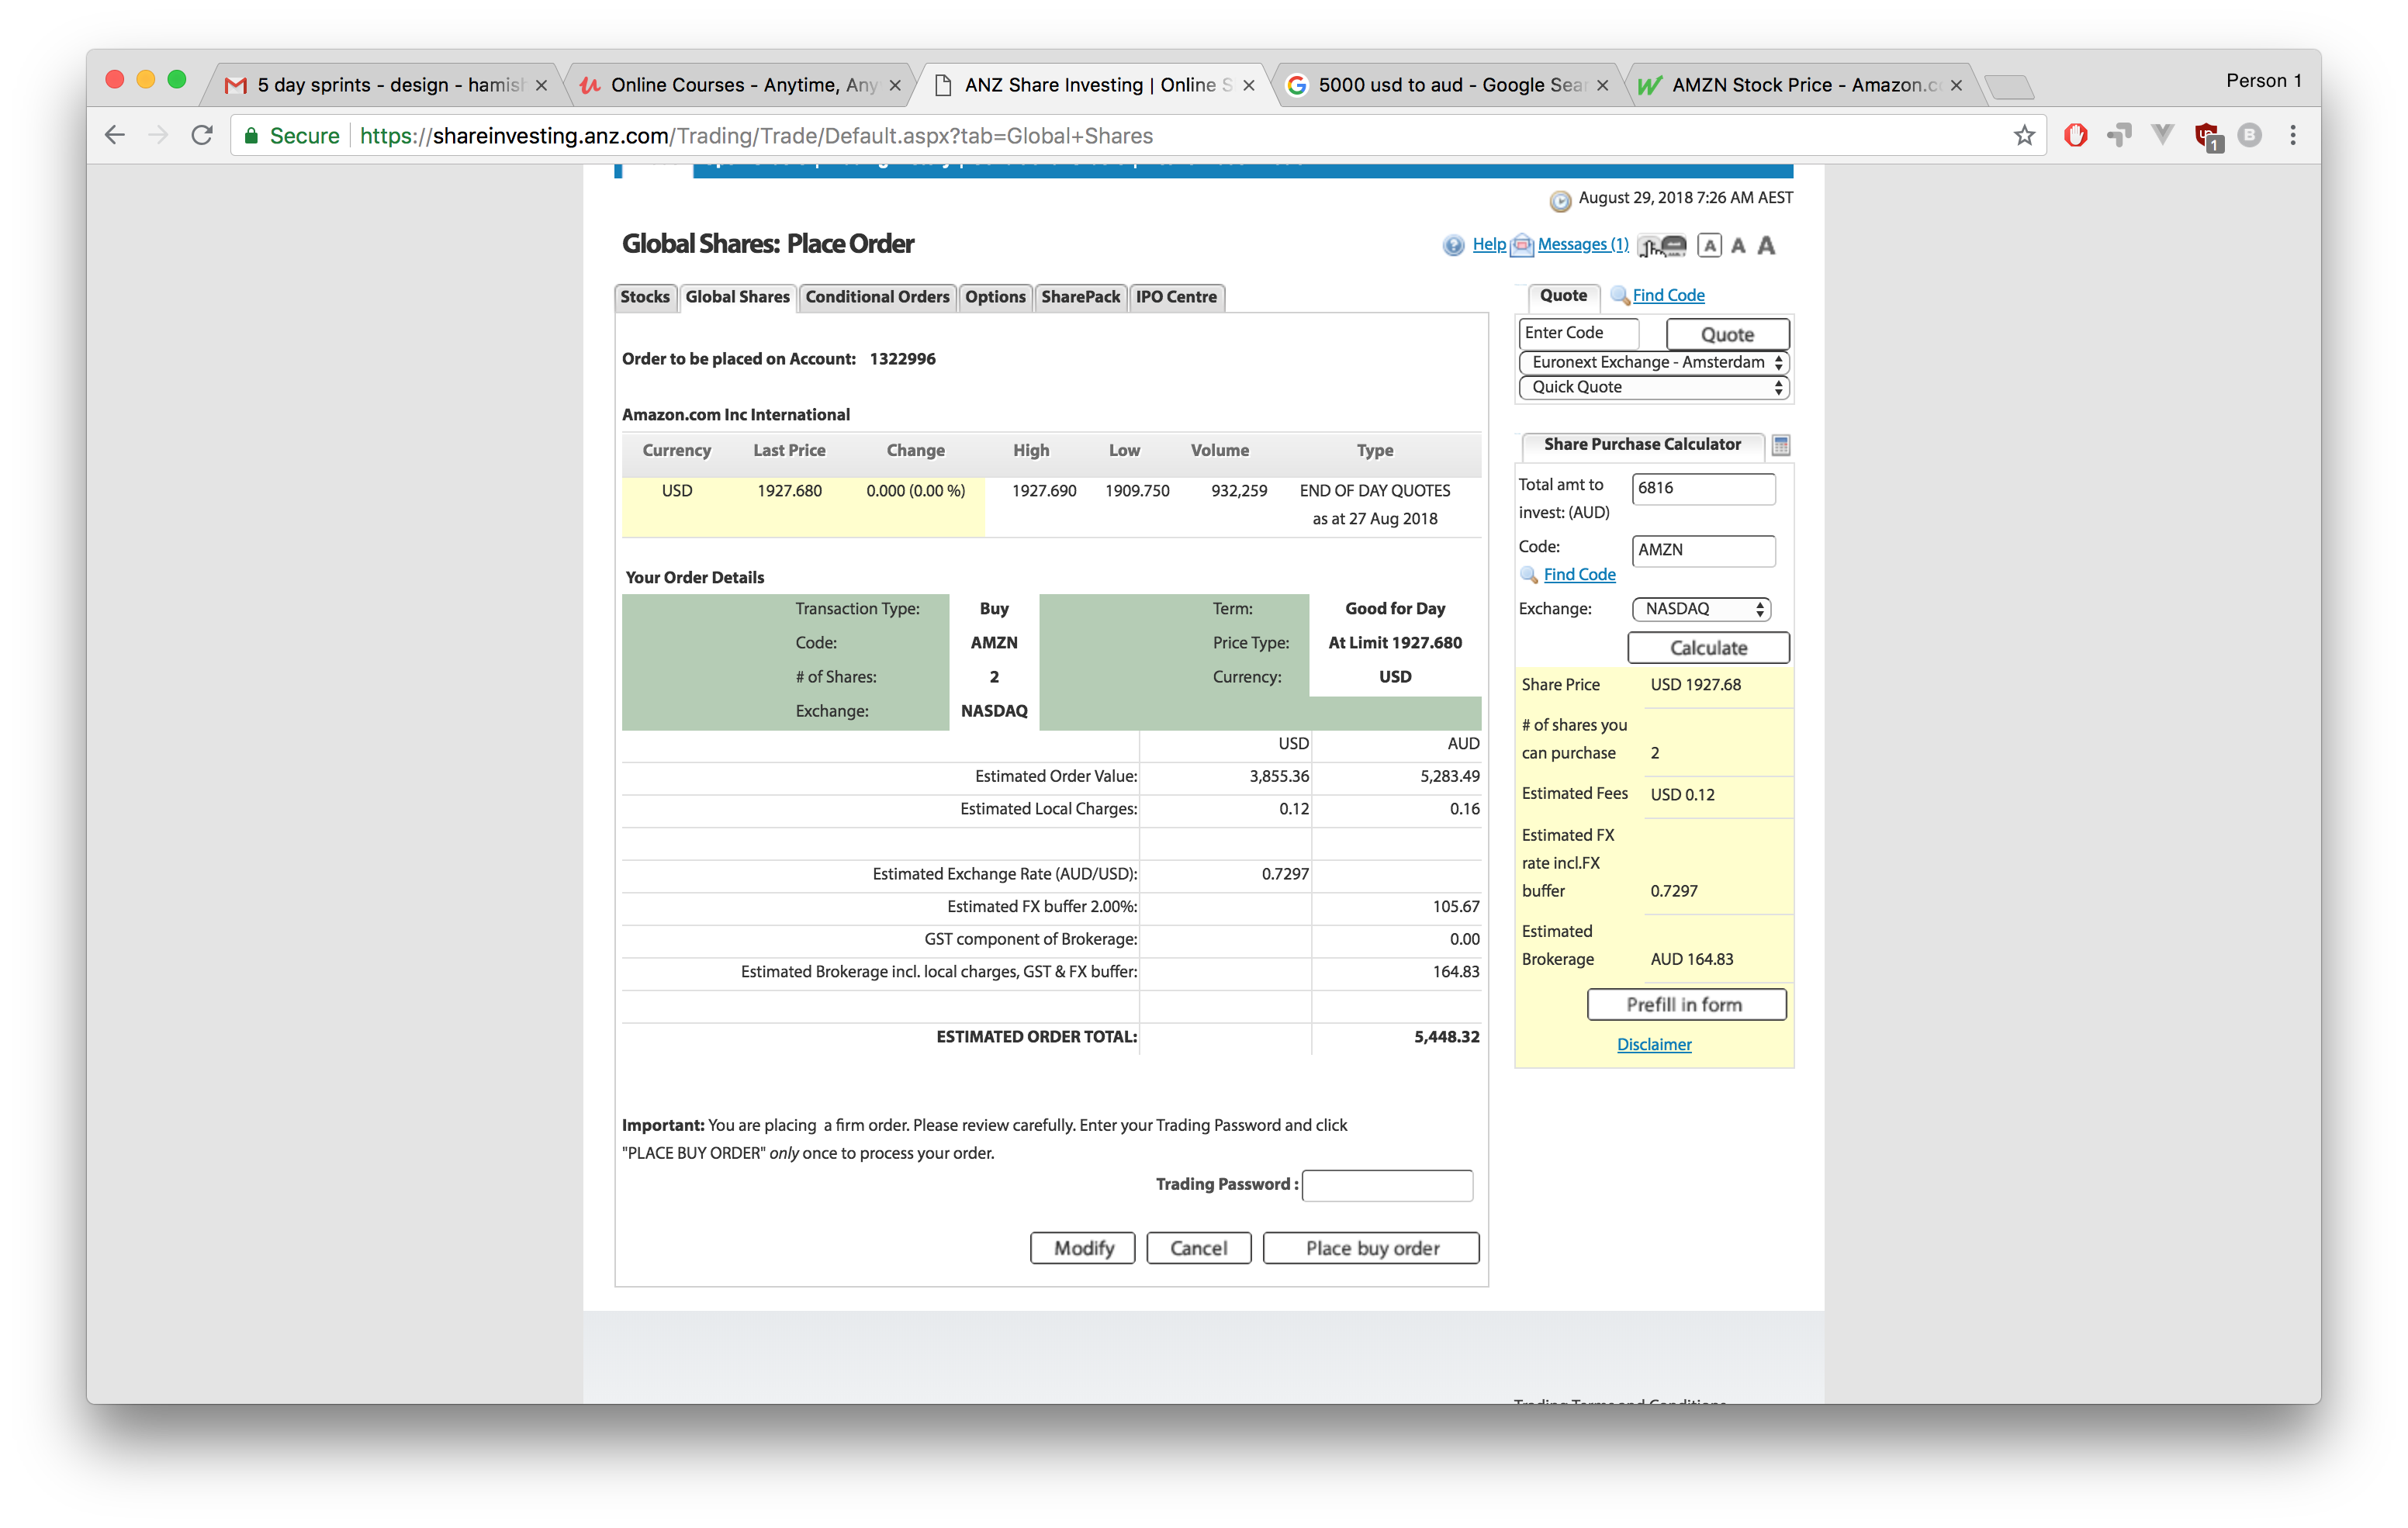 5 day sprints - design - hamish
Online Courses - Anytime, Any
ANZ Share Investing | Online S
5000 usd to aud - Google Sear
AMZN Stock Price - Amazon.c
Person 1
Secure | https://shareinvesting.anz.com/Trading/Trade/Default.aspx?tab=Global+Shares
1
B
August 29, 2018 7:26 AM AEST
Global Shares: Place Order
Help Messages (1) A A A
Stocks Global Shares Conditional Orders Options SharePack IPO Centre
Order to be placed on Account: 1322996
Amazon.com Inc International
Currency Last Price Change High Low Volume Type
USD 1927.680 0.000 (0.00 %) 1927.690 1909.750 932,259 END OF DAY QUOTES
as at 27 Aug 2018
Your Order Details
Transaction Type: Buy Term: Good for Day
Code: AMZN Price Type: At Limit 1927.680
# of Shares: 2 Currency: USD
Exchange: NASDAQ
USD AUD
Estimated Order Value: 3,855.36 5,283.49
Estimated Local Charges: 0.12 0.16
Estimated Exchange Rate (AUD/USD): 0.7297
Estimated FX buffer 2.00%: 105.67
GST component of Brokerage: 0.00
Estimated Brokerage incl. local charges, GST & FX buffer: 164.83
ESTIMATED ORDER TOTAL: 5,448.32
Important: You are placing a firm order. Please review carefully. Enter your Trading Password and click
"PLACE BUY ORDER" only once to process your order.
Trading Password :
Modify Cancel Place buy order
Quote Find Code
Enter Code Quote
Euronext Exchange - Amsterdam
Quick Quote
Share Purchase Calculator
Total amt to
invest: (AUD) 6816
Code: AMZN
Find Code
Exchange: NASDAQ
Calculate
Share Price USD 1927.68
# of shares you
can purchase 2
Estimated Fees USD 0.12
Estimated FX
rate incl.FX
buffer 0.7297
Estimated
Brokerage AUD 164.83
Prefill in form
Disclaimer
Trading Terms and Conditions